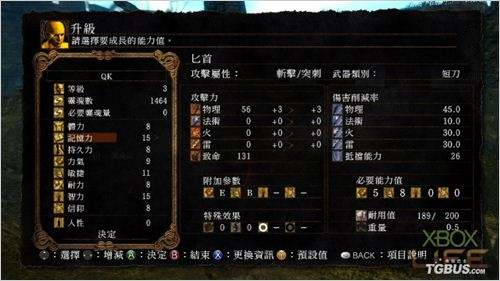 升級
請選擇要成長的能力值。
QK
等級 3
靈魂數 1464
必要靈魂量 0
體力 8
記憶力 15 >
持久力 8
力氣 9
敏捷 11
耐力 8
智力 15
信仰 8
人性 0
決定
匕首
攻擊屬性： 斬擊/突刺
武器類別： 短刀
攻擊力
物理 56 +3 > +3
法術 0 +0 > +0
火 0 +0 > +0
雷 0 +0 > +0
致命 131
傷害削減率
物理 45.0
法術 10.0
火 30.0
雷 30.0
抵擋能力 26
附加參數
E B - -
必要能力值
5 8 0 0
特殊效果
0 0 - -
耐用值 189/ 200
重量 0.5
：選擇 ：增減 A：決定 B：結束 X：更換資訊 Y：預設值 BACK：項目說明
XBOX
LIFE
TGBUS.COM